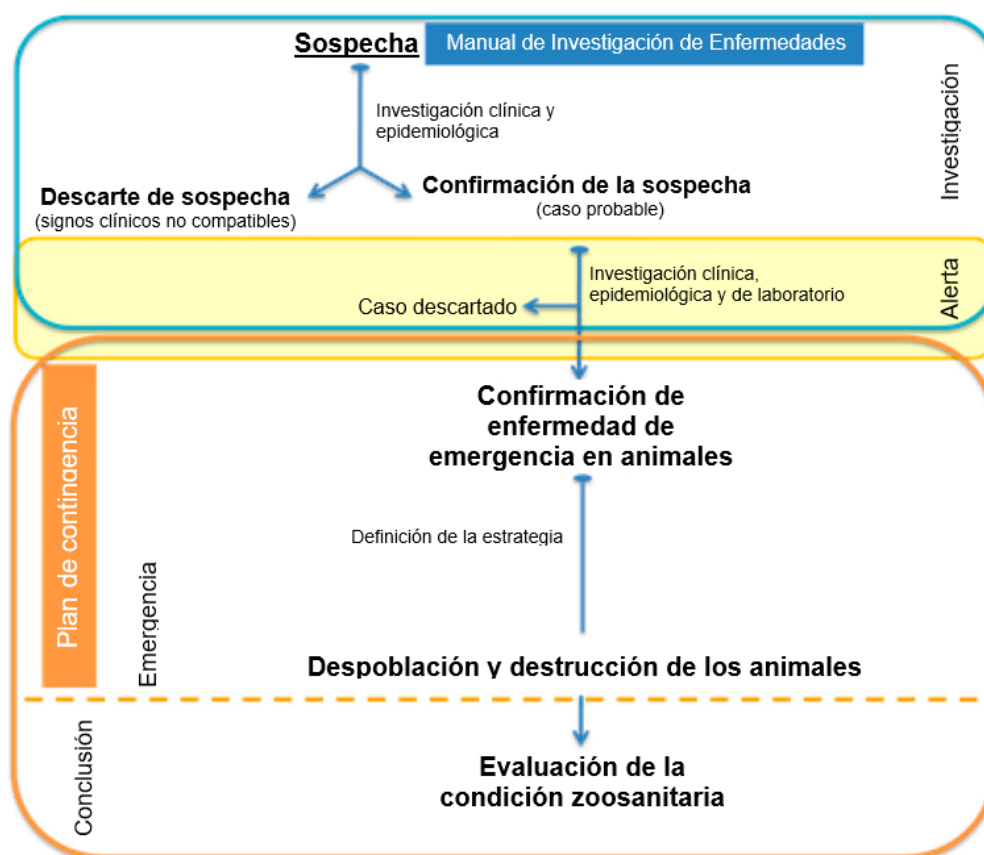 Sospecha
Manual de Investigación de Enfermedades
Investigación clínica y
epidemiológica
Investigación
Descarte de sospecha
(signos clínicos no compatibles)
Confirmación de la sospecha
(caso probable)
Investigación clínica,
epidemiológica y de laboratorio
Alerta
Caso descartado
Confirmación de
enfermedad de
emergencia en animales
Plan de contingencia
Definición de la estrategia
Emergencia
Despoblación y destrucción de los animales
Conclusión
Evaluación de la
condición zoosanitaria